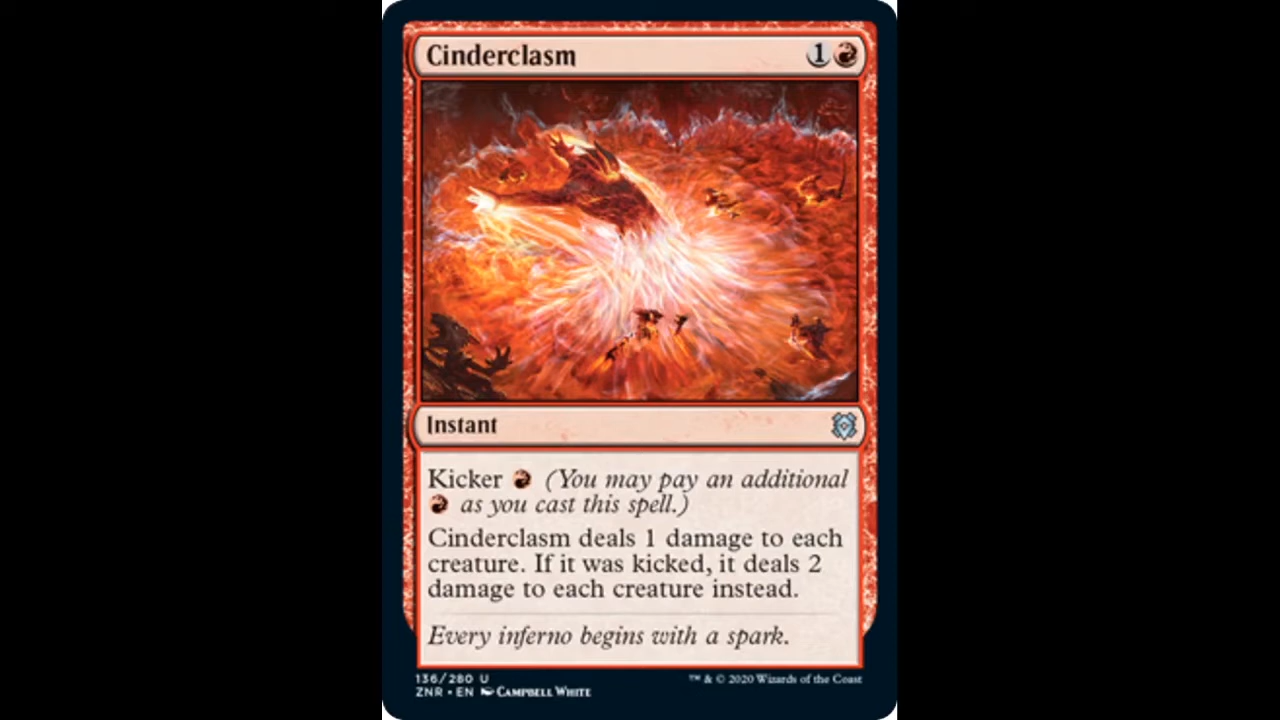 Cinderclasm 1
Instant
Kicker (You may pay an additional
as you cast this spell.)
Cinderclasm deals 1 damage to each
creature. If it was kicked, it deals 2
damage to each creature instead.
Every inferno begins with a spark.
136/280 U
™ & © 2020 Wizards of the Coast
ZNR • EN Campbell White